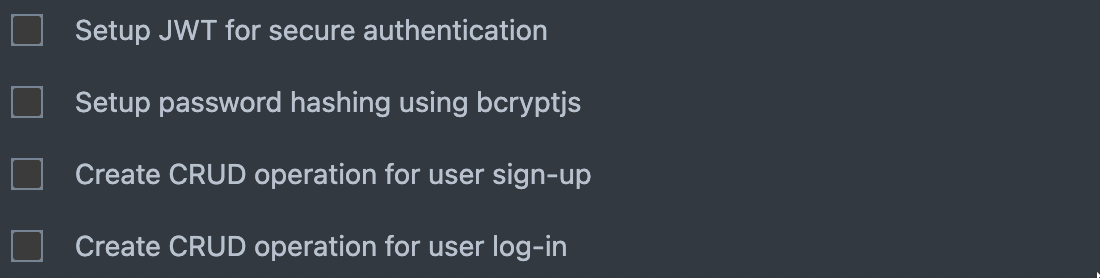 Setup JWT for secure authentication
Setup password hashing using bcryptjs
Create CRUD operation for user sign-up
Create CRUD operation for user log-in